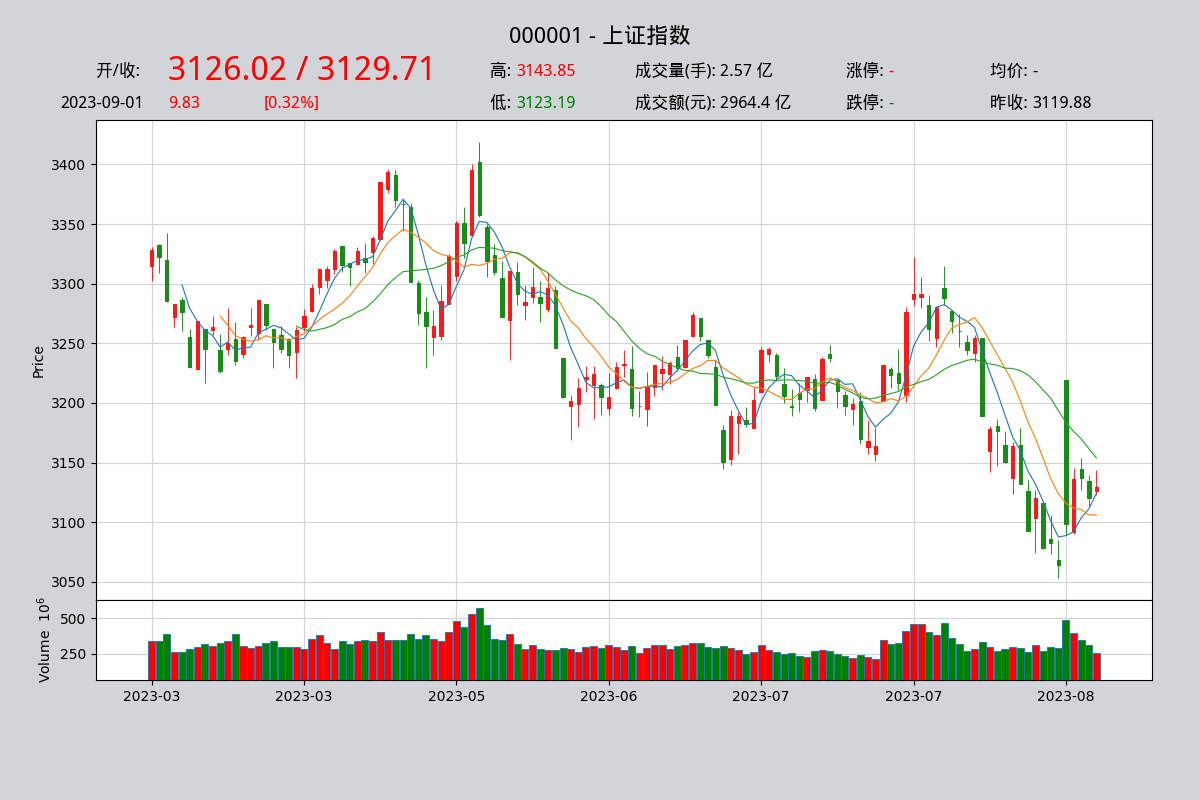 000001 - 上证指数
开/收: 3126.02 / 3129.71 高: 3143.85 成交量(手): 2.57 亿 涨停: - 均价: -
2023-09-01 9.83 [0.32%] 低: 3123.19 成交额(元): 2964.4 亿 跌停: - 昨收: 3119.88
3400
3350
3300
3250
3200
3150
3100
3050
Price
500
250
Volume 10⁶
2023-03 2023-03 2023-05 2023-06 2023-07 2023-07 2023-08